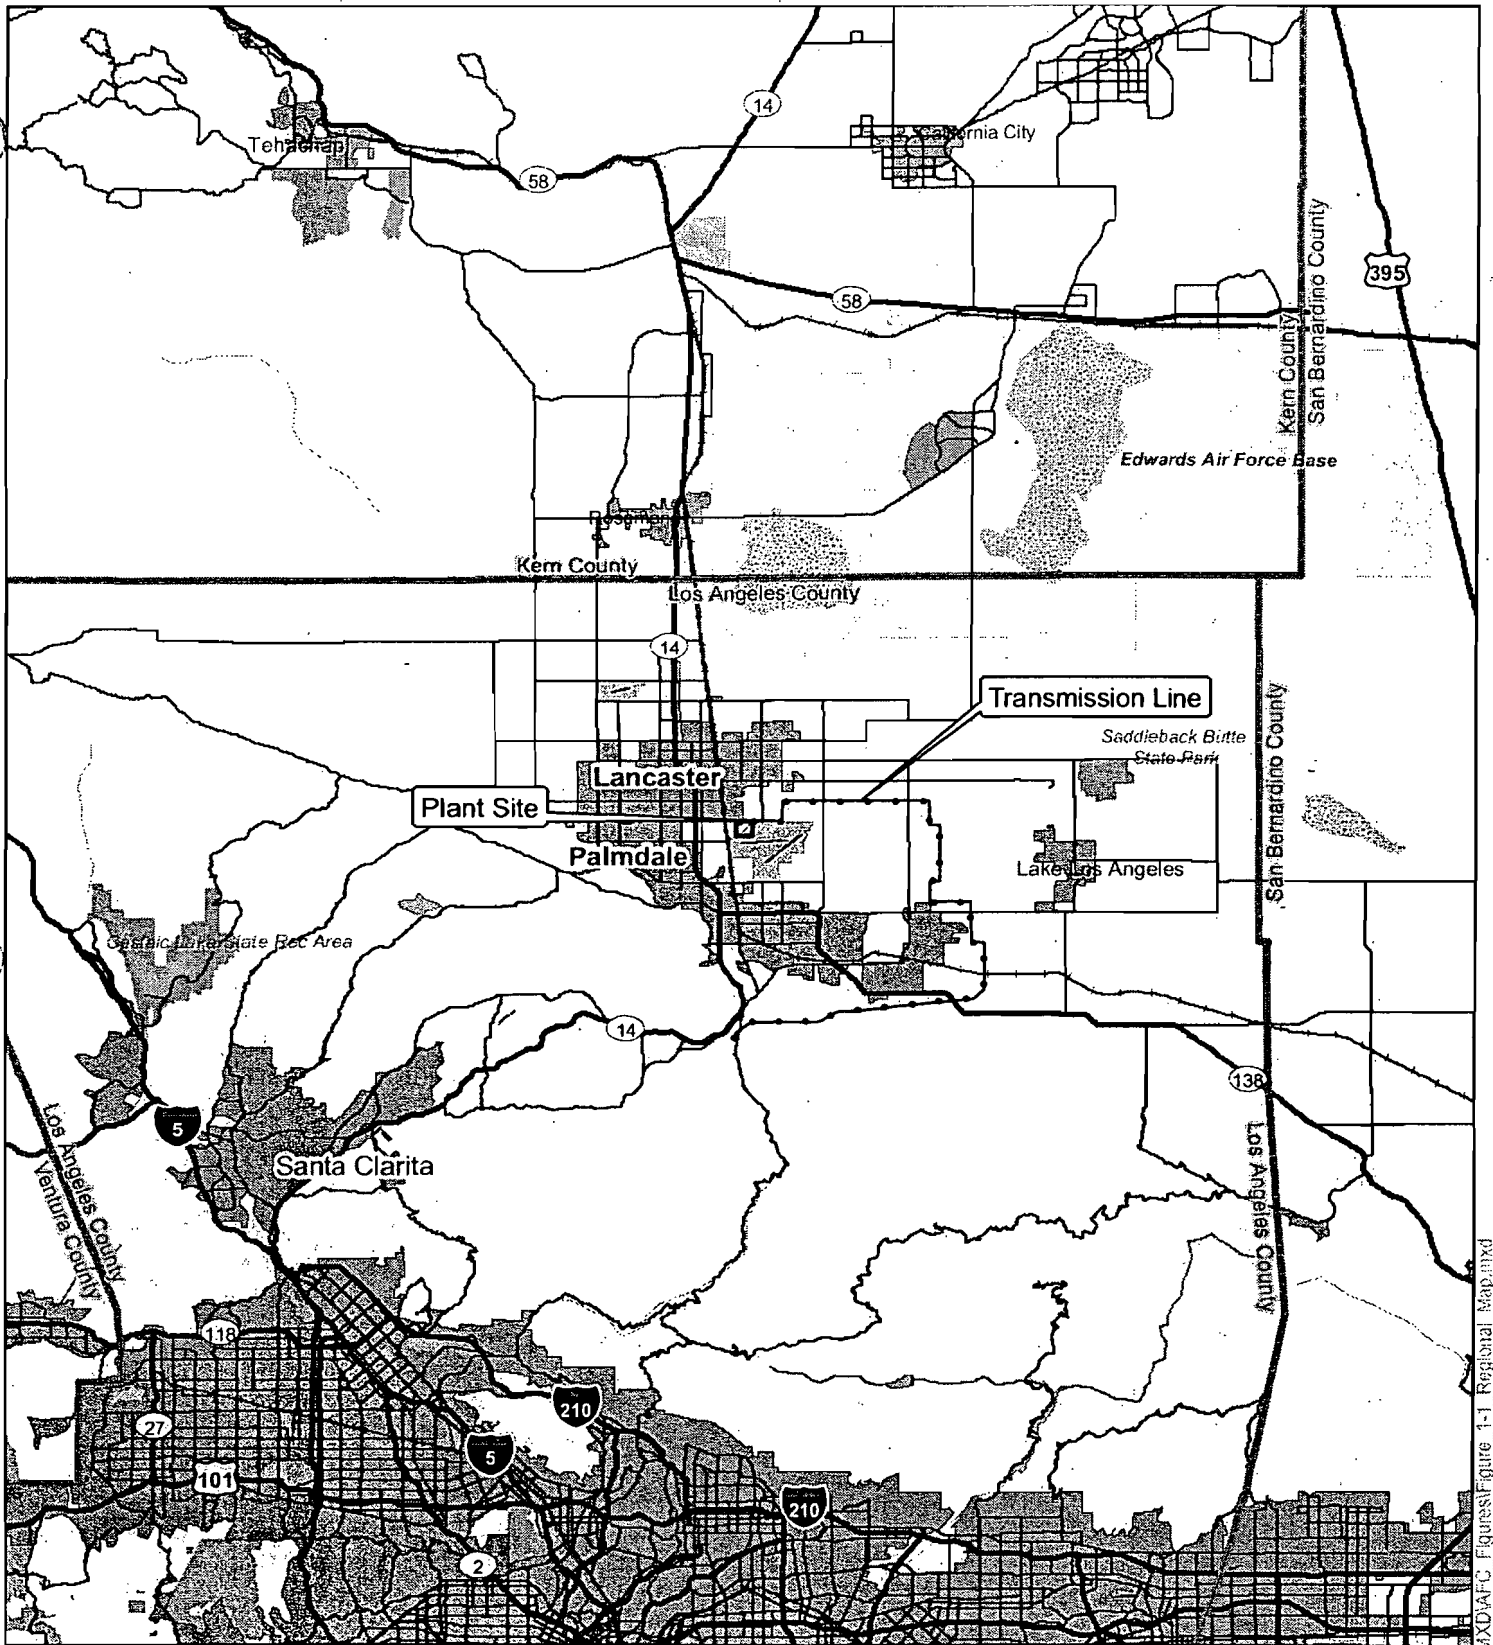 14
California City
Tehachapi
58
San Bernardino County
395
58
Kern County
Edwards Air Force Base
Rosamond
Kern County
Los Angeles County
14
Transmission Line
San Bernardino County
Saddleback Butte
State Park
Lancaster
Plant Site
Palmdale
Lake Los Angeles
Castaic Lake State Rec Area
14
138
5
Los Angeles County
Ventura County
Santa Clarita
Los Angeles County
118
210
27
5
101
210
2
AFC Figures\Figure 1-1 Regional Map.mxd